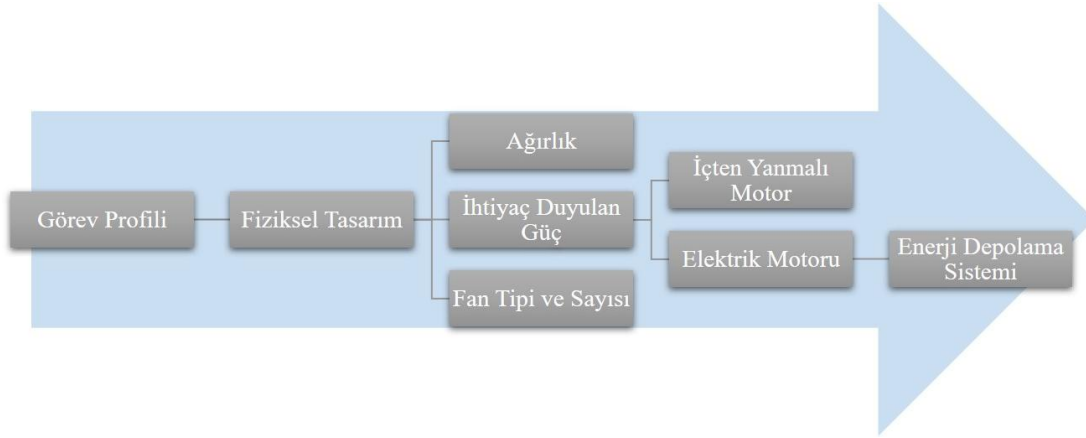 Görev Profili
Fiziksel Tasarım
Ağırlık
İhtiyaç Duyulan
Güç
Fan Tipi ve Sayısı
İçten Yanmalı
Motor
Elektrik Motoru
Enerji Depolama
Sistemi